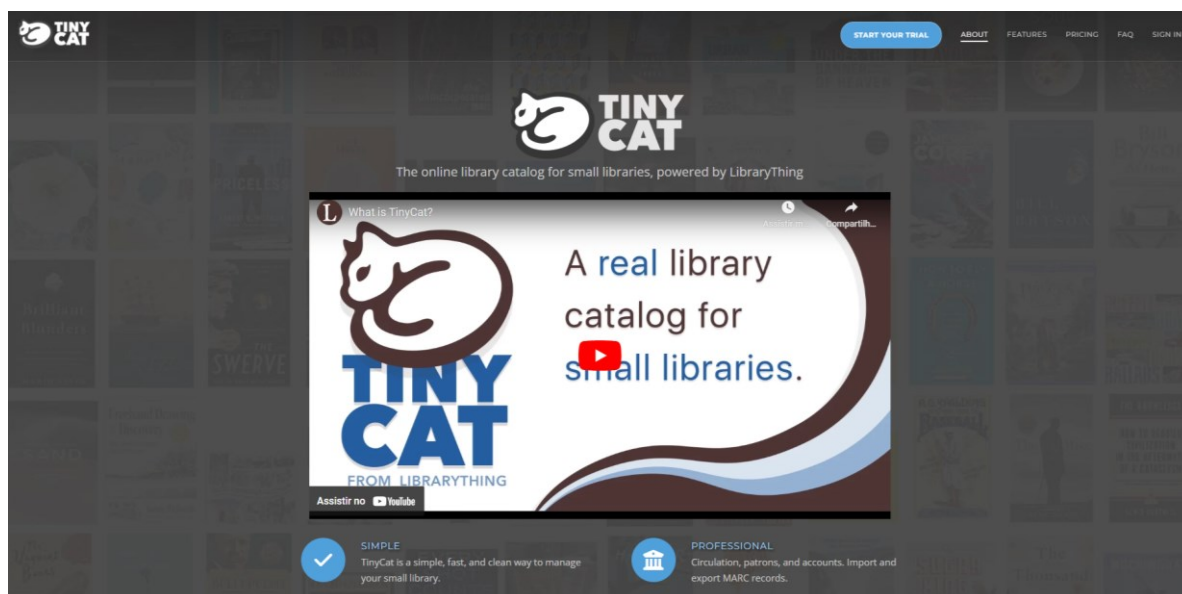 TINY
CAT
START YOUR TRIAL
ABOUT
FEATURES
PRICING
FAQ
SIGN IN
TINY
CAT
The online library catalog for small libraries, powered by LibraryThing
L
What is TinyCat?
Compartilh...
A real library
catalog for
small libraries.
TINY
CAT
FROM LIBRARYTHING
Assistir no YouTube
PRICELESS
THE
SWERVE
SIMPLE
TinyCat is a simple, fast, and clean way to manage
your small library.
PROFESSIONAL
Circulation, patrons, and accounts. Import and
export MARC records.